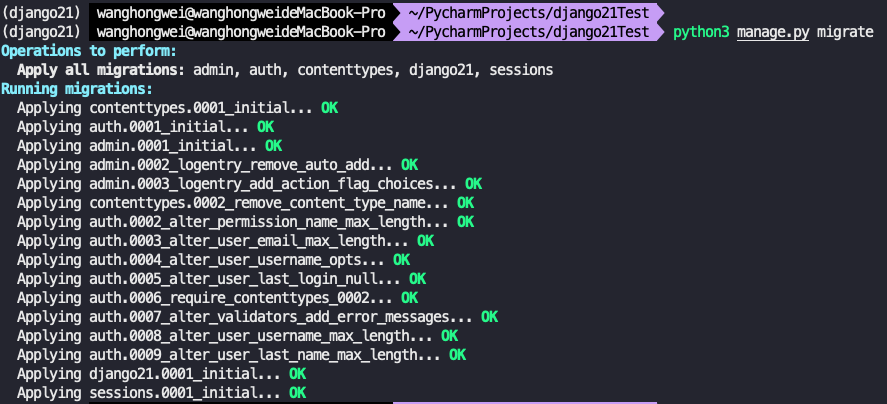 (django21) wanghongwei@wanghongweideMacBook-Pro ~/PycharmProjects/django21Test
(django21) wanghongwei@wanghongweideMacBook-Pro ~/PycharmProjects/django21Test python3 manage.py migrate
Operations to perform:
  Apply all migrations: admin, auth, contenttypes, django21, sessions
Running migrations:
  Applying contenttypes.0001_initial... OK
  Applying auth.0001_initial... OK
  Applying admin.0001_initial... OK
  Applying admin.0002_logentry_remove_auto_add... OK
  Applying admin.0003_logentry_add_action_flag_choices... OK
  Applying contenttypes.0002_remove_content_type_name... OK
  Applying auth.0002_alter_permission_name_max_length... OK
  Applying auth.0003_alter_user_email_max_length... OK
  Applying auth.0004_alter_user_username_opts... OK
  Applying auth.0005_alter_user_last_login_null... OK
  Applying auth.0006_require_contenttypes_0002... OK
  Applying auth.0007_alter_validators_add_error_messages... OK
  Applying auth.0008_alter_user_username_max_length... OK
  Applying auth.0009_alter_user_last_name_max_length... OK
  Applying django21.0001_initial... OK
  Applying sessions.0001_initial... OK